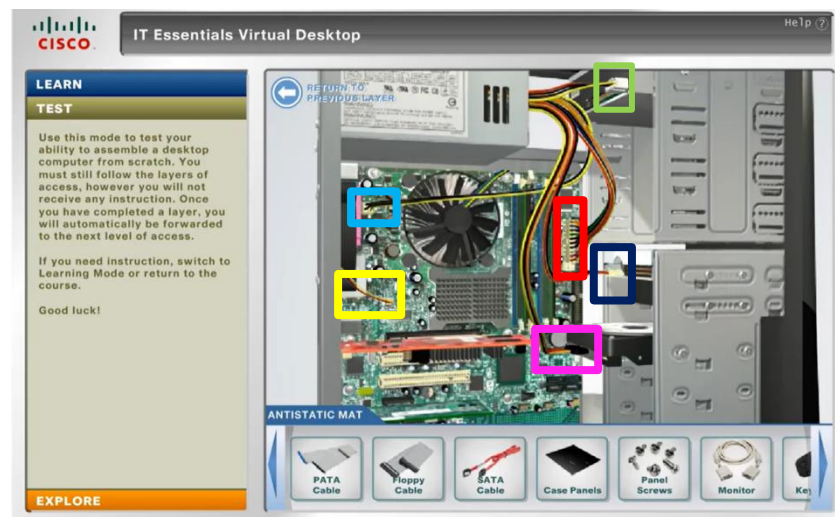 CISCO
IT Essentials Virtual Desktop
Help ?
LEARN
TEST
Use this mode to test your
ability to assemble a desktop
computer from scratch. You
must still follow the layers of
access, however you will not
receive any instruction. Once
you have completed a layer, you
will automatically be forwarded
to the next level of access.
If you need instruction, switch to
Learning Mode or return to the
course.
Good luck!
EXPLORE
RETURN TO
PREVIOUS LAYER
ANTISTATIC MAT
PATA
Cable
Floppy
Cable
SATA
Cable
Case Panels
Panel
Screws
Monitor
Key